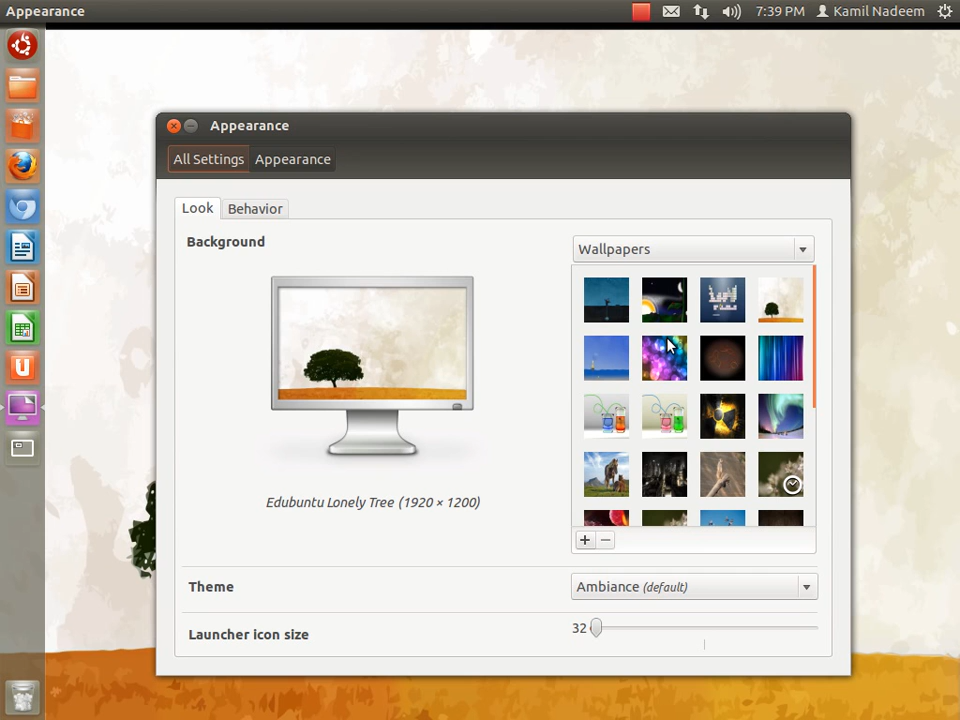 Appearance
7:39 PM
Kamil Nadeem
Appearance
All Settings
Appearance
Look
Behavior
Background
Wallpapers
Edubuntu Lonely Tree (1920 × 1200)
Theme
Ambiance (default)
Launcher icon size
32